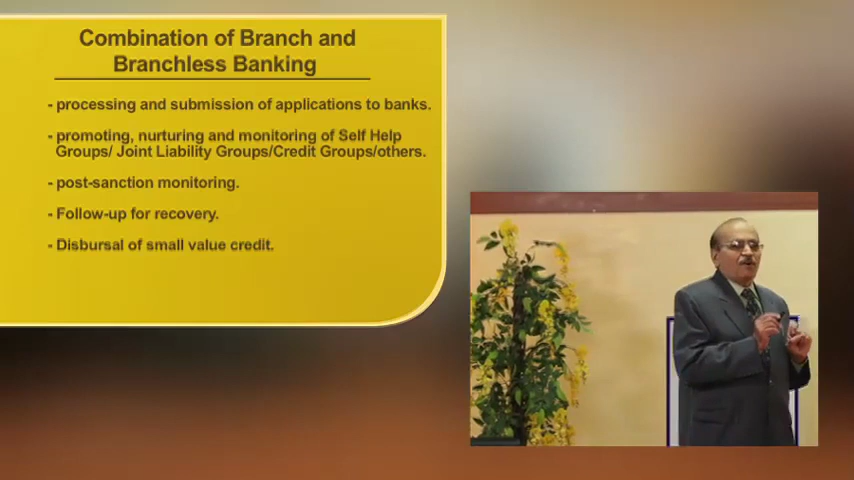 Combination of Branch and
Branchless Banking
- processing and submission of applications to banks.
- promoting, nurturing and monitoring of Self Help
Groups/ Joint Liability Groups/Credit Groups/others.
- post-sanction monitoring.
- Follow-up for recovery.
- Disbursal of small value credit.